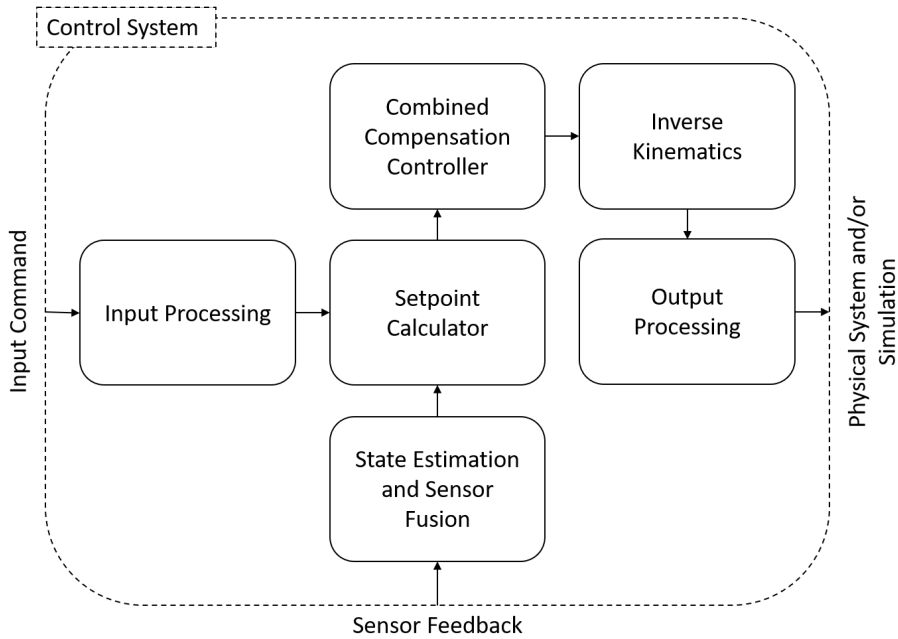 Control System
Combined
Compensation
Controller
Inverse
Kinematics
Input Command
Input Processing
Setpoint
Calculator
Output
Processing
Physical System and/or
Simulation
State Estimation
and Sensor
Fusion
Sensor Feedback